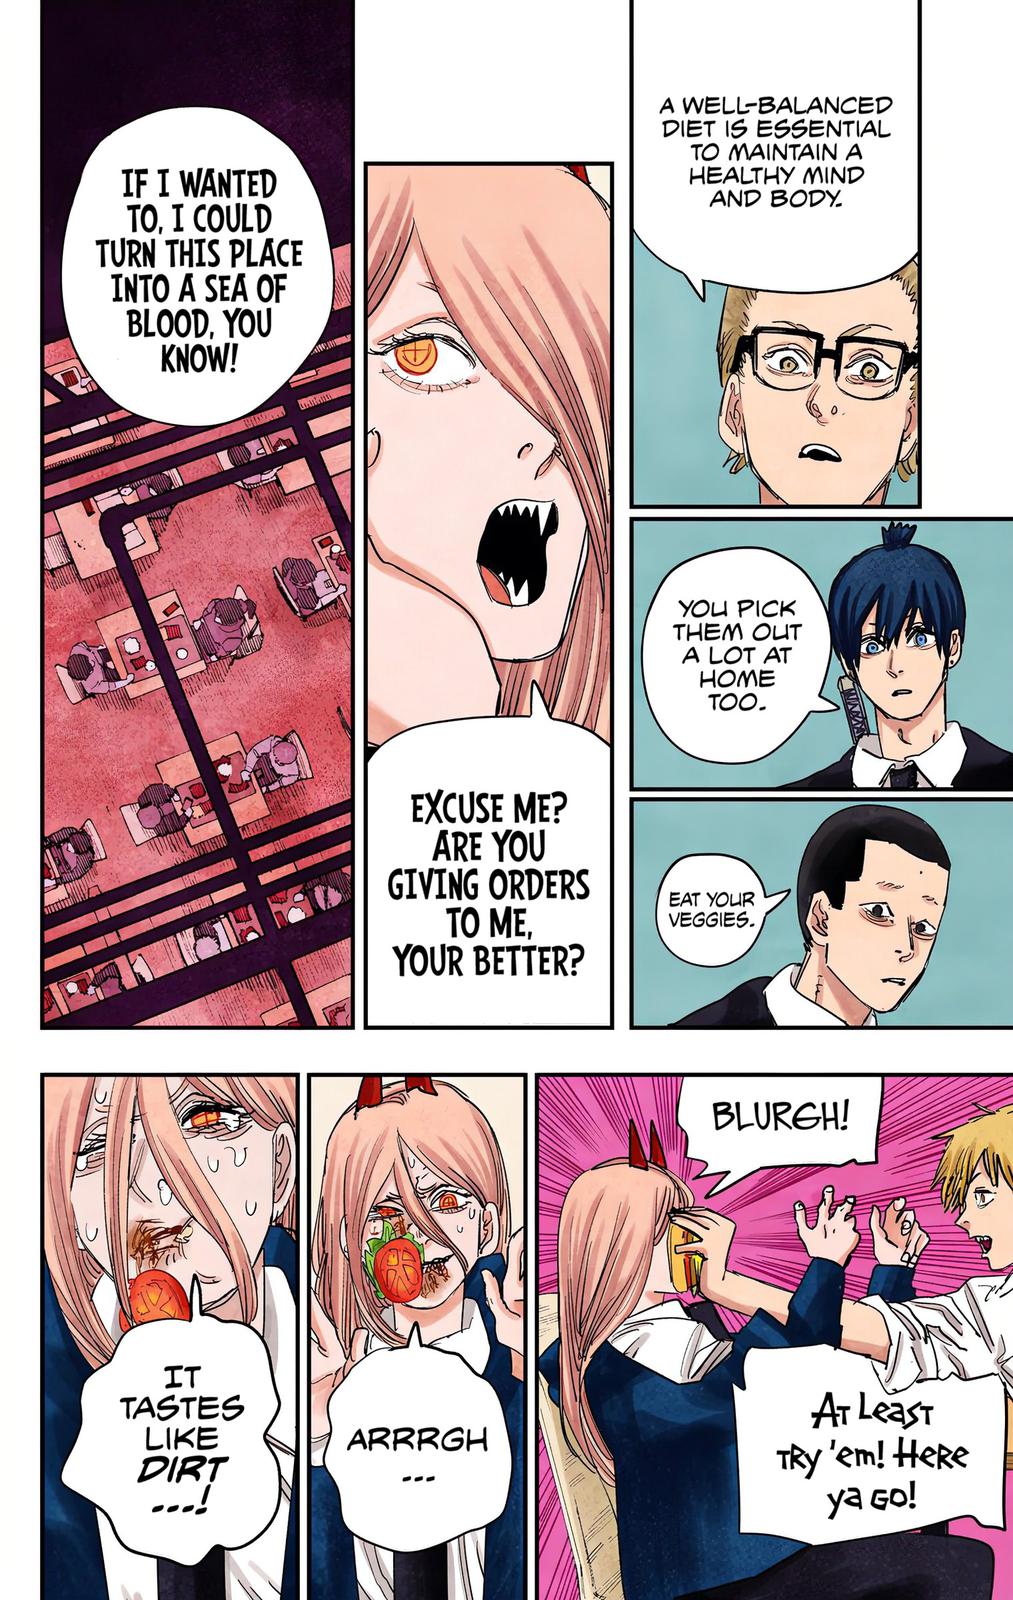 A WELL-BALANCED
DIET IS ESSENTIAL
TO MAINTAIN A
HEALTHY MIND
AND BODY.
YOU PICK
THEM OUT
A LOT AT
HOME
TOO.
EAT YOUR
VEGGIES.
EXCUSE ME?
ARE YOU
GIVING ORDERS
TO ME,
YOUR BETTER?
IF I WANTED
TO, I COULD
TURN THIS PLACE
INTO A SEA OF
BLOOD, YOU
KNOW!
BLURGH!
At Least
try 'em! Here
ya GO!
ARRRGH
...
IT
TASTES
LIKE
DIRT
....!